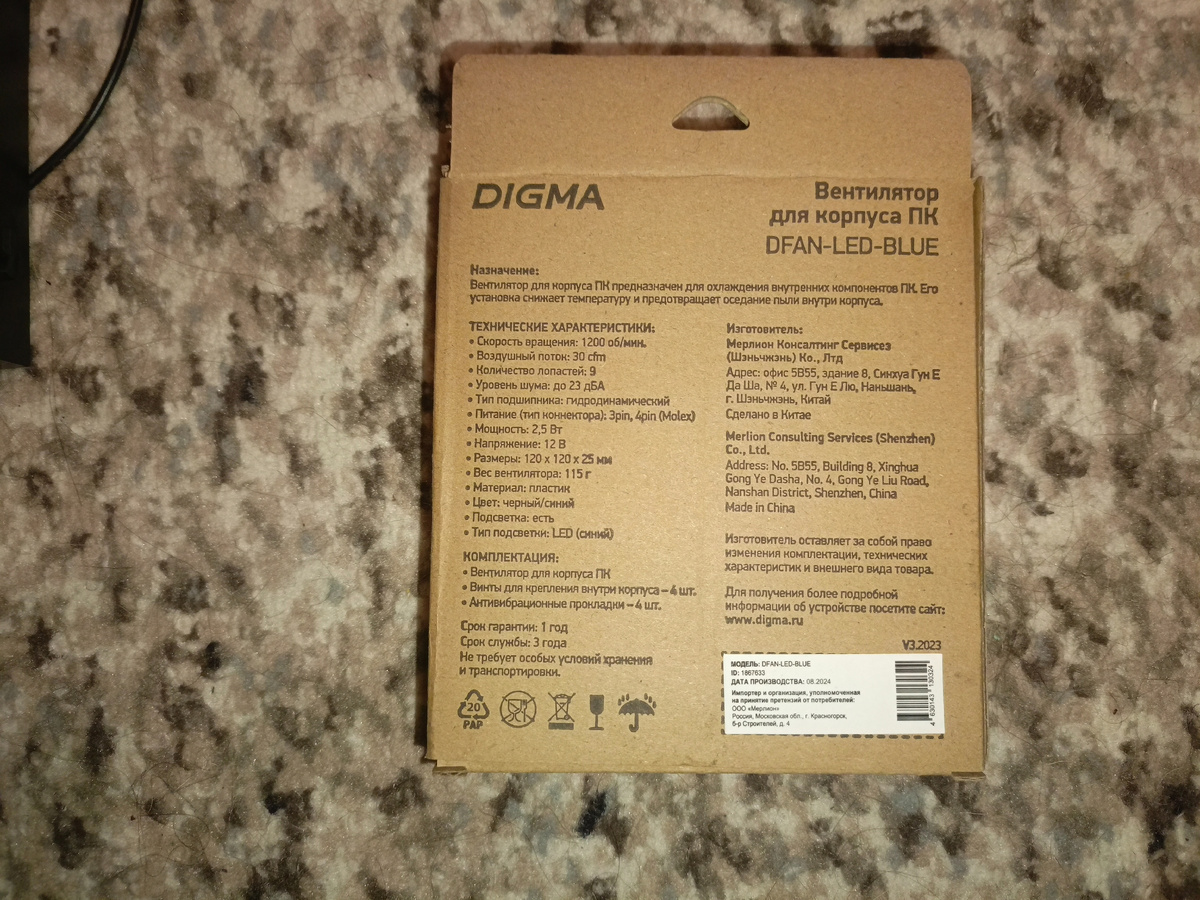 DIGMA
Вентилятор
для корпуса ПК
DFAN-LED-BLUE
Назначение:
Вентилятор для корпуса ПК предназначен для охлаждения внутренних компонентов ПК. Его
установка снижает температуру и предотвращает оседание пыли внутри корпуса.
ТЕХНИЧЕСКИЕ ХАРАКТЕРИСТИКИ:
• Скорость вращения: 1200 об/мин.
• Воздушный поток: 30 cfm
• Количество лопастей: 9
• Уровень шума: до 23 дБА
• Тип подшипника: гидродинамический
• Питание (тип коннектора): 3pin, 4pin (Molex)
• Мощность: 2,5 Вт
• Напряжение: 12 В
• Размеры: 120 x 120 x 25 мм
• Вес вентилятора: 115 г
• Материал: пластик
• Цвет: черный/синий
• Подсветка: есть
• Тип подсветки: LED (синий)
КОМПЛЕКТАЦИЯ:
• Вентилятор для корпуса ПК
• Винты для крепления внутри корпуса – 4 шт.
• Антивибрационные прокладки – 4 шт.
Срок гарантии: 1 год
Срок службы: 3 года
Не требует особых условий хранения
и транспортировки.
20
PAP
Изготовитель:
Мерлион Консалтинг Сервисез
(Шэньчжэнь) Ко., Лтд
Адрес: офис 5В55, здание 8, Синхуа Гун Е
Да Ша, № 4, ул. Гун Е Лю, Наньшань,
г. Шэньчжэнь, Китай
Сделано в Китае
Merlion Consulting Services (Shenzhen)
Co., Ltd.
Address: No. 5B55, Building 8, Xinghua
Gong Ye Dasha, No. 4, Gong Ye Liu Road,
Nanshan District, Shenzhen, China
Made in China
Изготовитель оставляет за собой право
изменения комплектации, технических
характеристик и внешнего вида товара.
Для получения более подробной
информации об устройстве посетите сайт:
www.digma.ru
V3.2023
МОДЕЛЬ: DFAN-LED-BLUE
ID: 1867633
ДАТА ПРОИЗВОДСТВА: 08.2024
Импортер и организация, уполномоченная
на принятие претензий от потребителей:
ООО «Мерлион»
Россия, Московская обл., г. Красногорск,
б-р Строителей, д. 4
4 630143 130324